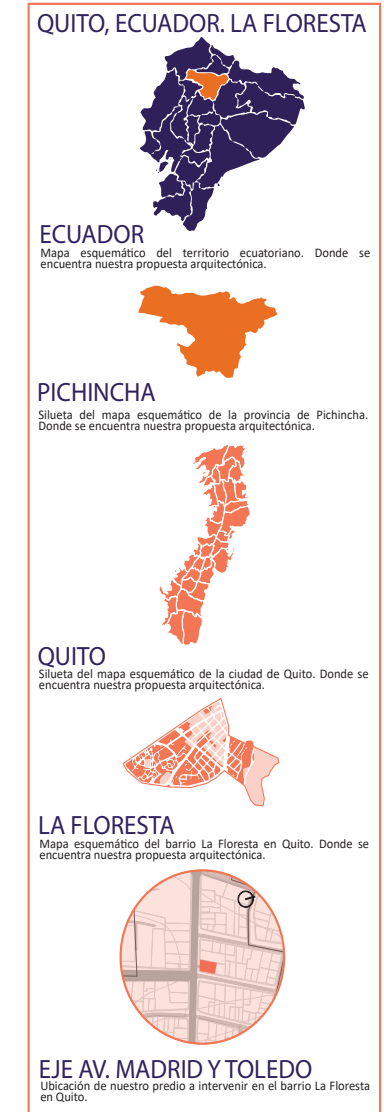 QUITO, ECUADOR. LA FLORESTA
ECUADOR
Mapa esquemático del territorio ecuatoriano. Donde se
encuentra nuestra propuesta arquitectónica.
PICHINCHA
Silueta del mapa esquemático de la provincia de Pichincha.
Donde se encuentra nuestra propuesta arquitectónica.
QUITO
Silueta del mapa esquemático de la ciudad de Quito. Donde se
encuentra nuestra propuesta arquitectónica.
LA FLORESTA
Mapa esquemático del barrio La Floresta en Quito. Donde se
encuentra nuestra propuesta arquitectónica.
EJE AV. MADRID Y TOLEDO
Ubicación de nuestro predio a intervenir en el barrio La Floresta
en Quito.